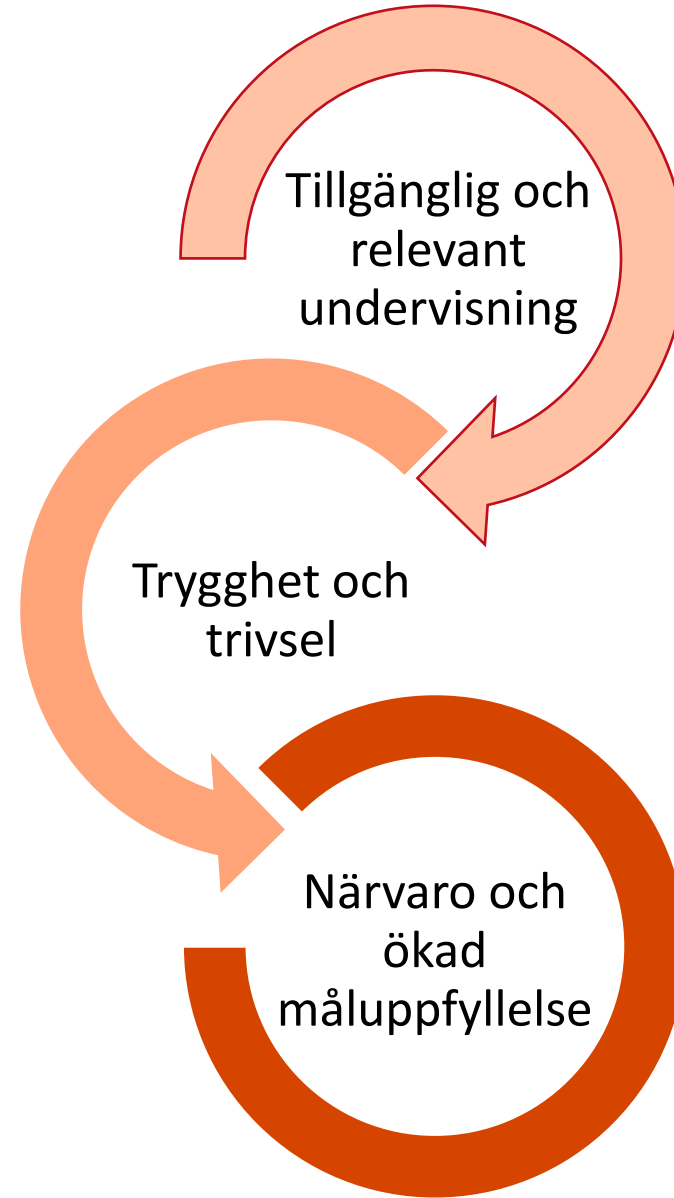 Tillgänglig och
relevant
undervisning
Trygghet och
trivsel
Närvaro och
ökad
måluppfyllelse